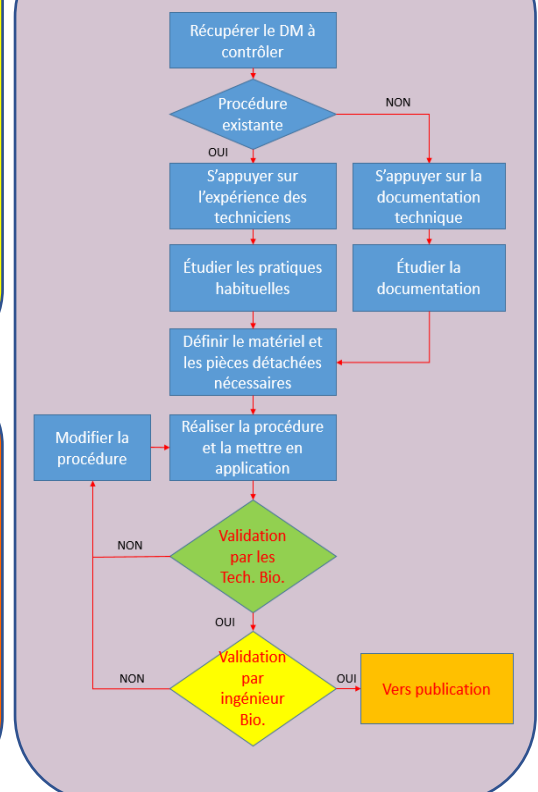 Récupérer le DM à
contrôler
Procédure
existante
NON
OUI
S'appuyer sur
l'expérience des
techniciens
S'appuyer sur la
documentation
technique
Étudier les pratiques
habituelles
Étudier la
documentation
Définir le matériel et
les pièces détachées
nécessaires
Modifier la
procédure
Réaliser la procédure
et la mettre en
application
Validation
par les
Tech. Bio.
NON
OUI
Validation
par
ingénieur
Bio.
NON
OUI
Vers publication